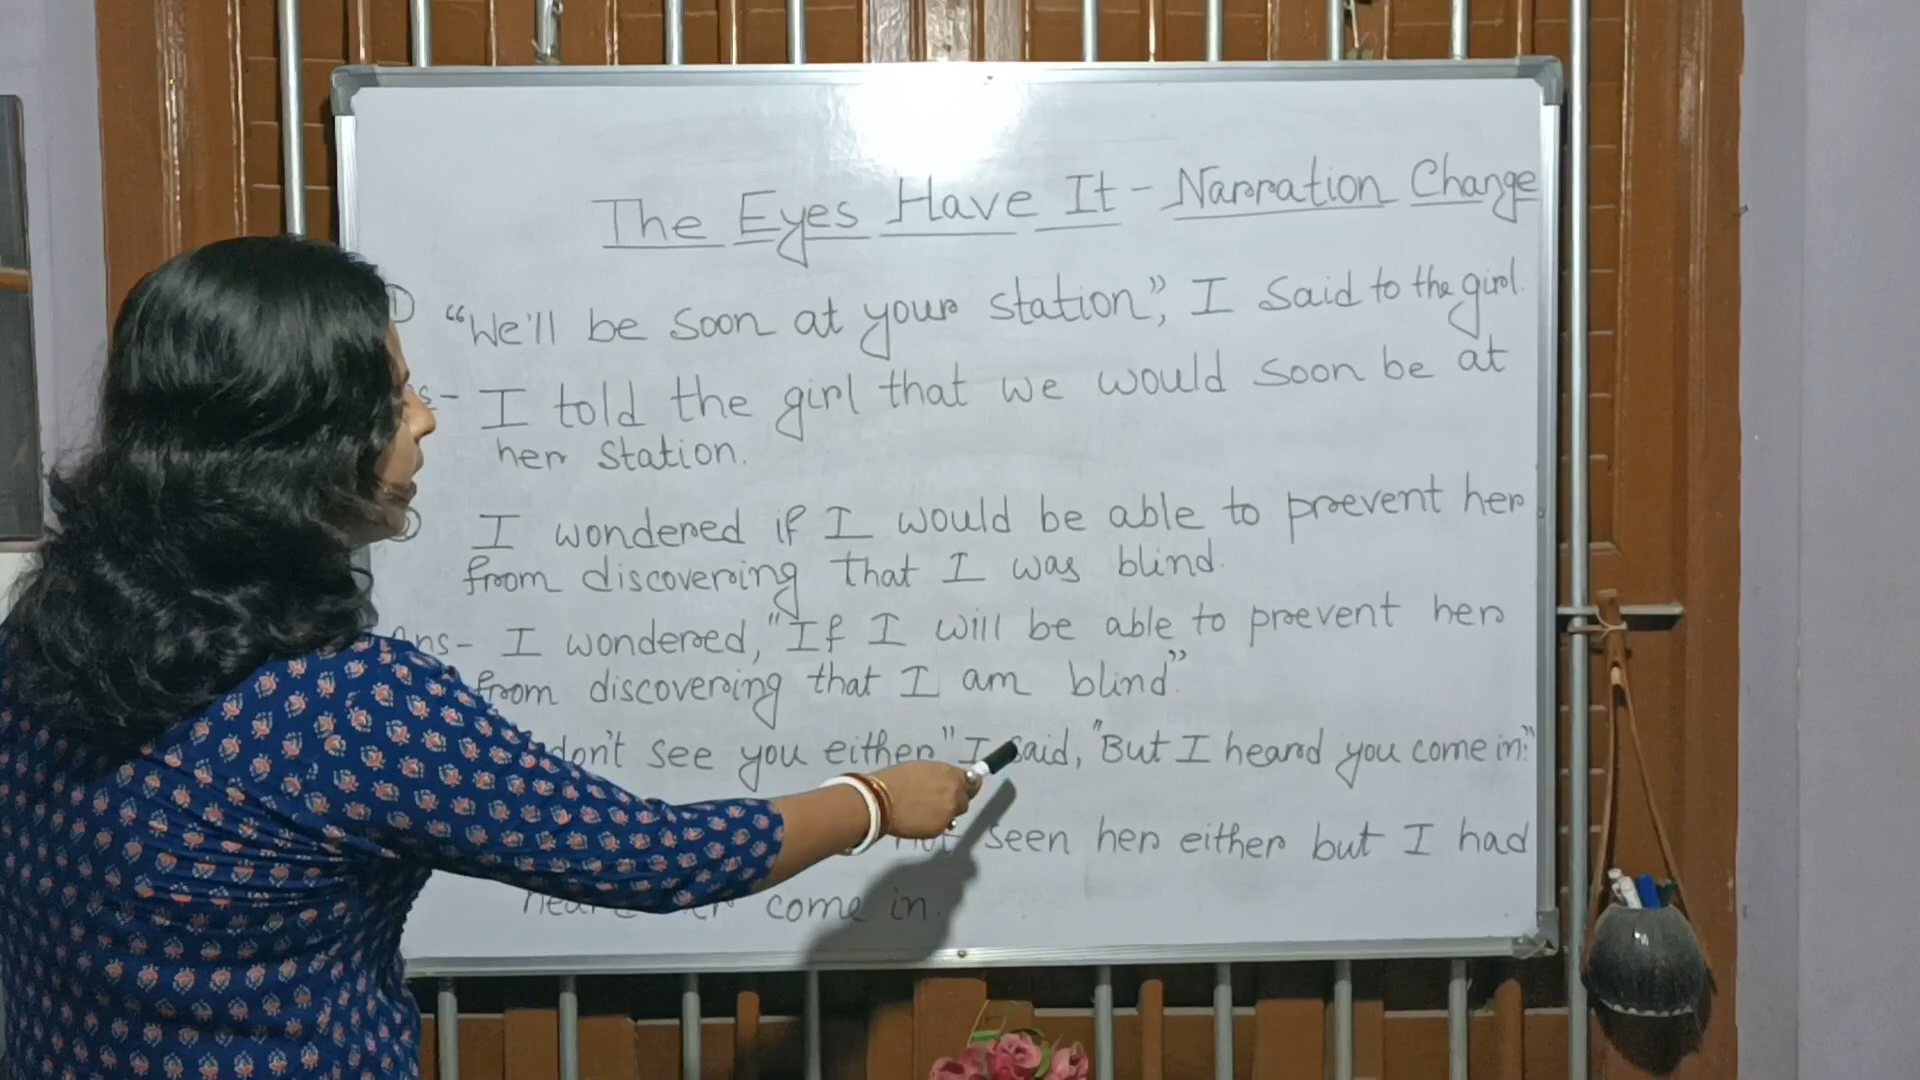 The Eyes Have It - Narration Change
① "We'll be soon at your station", I said to the girl.
s- I told the girl that we would soon be at
her station.
I wondered if I would be able to prevent her
from discovering that I was blind.
Ans- I wondered, "If I will be able to prevent her
from discovering that I am blind".
don't see you either" I said, "But I heard you come in."
not seen her either but I had
come in.